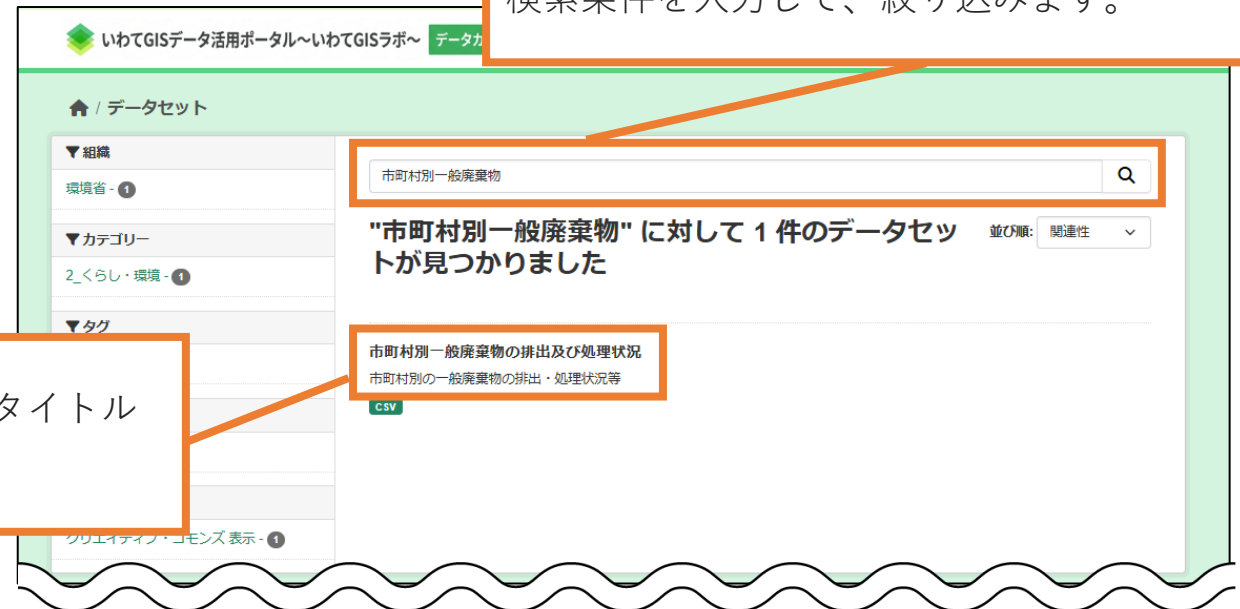 検索条件を入力して、絞り込みます。
いわてGISデータ活用ポータル～いわてGISラボ～
データカ
/ データセット
組織
環境省 - 1
カテゴリー
2_くらし・環境 - 1
タグ
タイトル
クリエイティブ・コモンズ 表示 - 1
市町村別一般廃棄物
"市町村別一般廃棄物" に対して 1 件のデータセッ
トが見つかりました
並び順: 関連性
市町村別一般廃棄物の排出及び処理状況
市町村別の一般廃棄物の排出・処理状況等
CSV